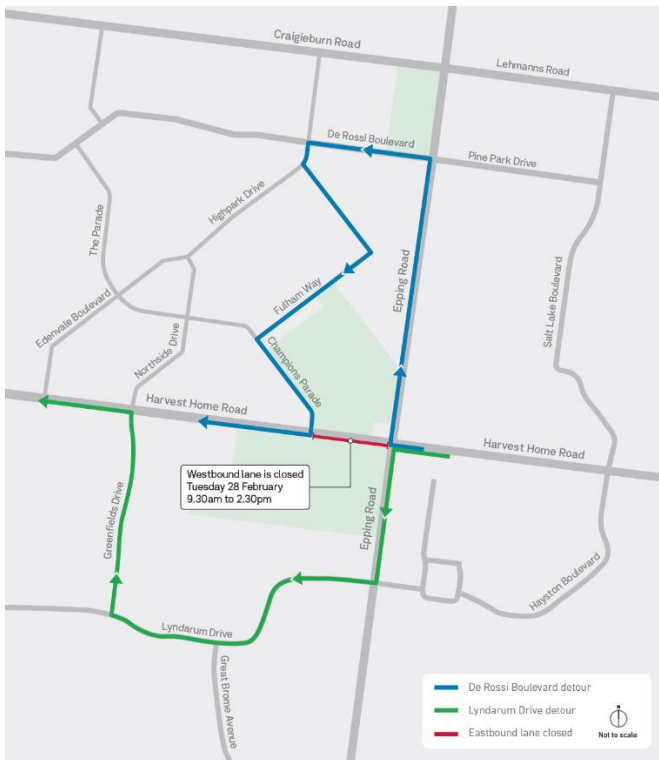 Craigieburn Road
Lehmanns Road
De Rossi Boulevard
Pine Park Drive
Highpark Drive
The Parade
Epping Road
Salt Lake Boulevard
Fulham Way
Edenvale Boulevard
Northside Drive
Champions Parade
Harvest Home Road
Harvest Home Road
Westbound lane is closed
Tuesday 28 February
9.30am to 2.30pm
Greenfields Drive
Epping Road
Hayston Boulevard
Lyndarum Drive
Great Brome Avenue
De Rossi Boulevard detour
Lyndarum Drive detour
Eastbound lane closed
N
Not to scale